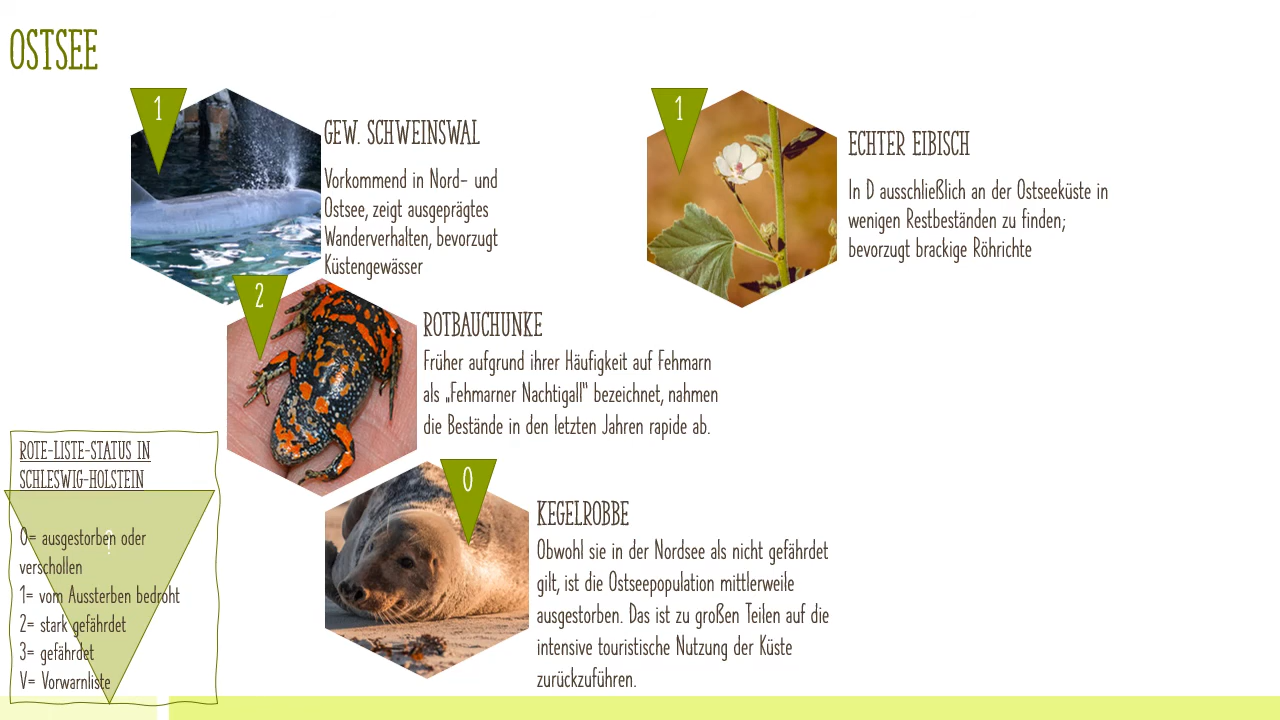 OSTSEE
1
GEW. SCHWEINSWAL
Vorkommend in Nord- und
Ostsee, zeigt ausgeprägtes
Wanderverhalten, bevorzugt
Küstengewässer
1
ECHTER EIBISCH
In D ausschließlich an der Ostseeküste in
wenigen Restbeständen zu finden;
bevorzugt brackige Röhrichte
2
ROTBAUCHUNKE
Früher aufgrund ihrer Häufigkeit auf Fehmarn
als „Fehmarner Nachtigall“ bezeichnet, nahmen
die Bestände in den letzten Jahren rapide ab.
0
KEGELROBBE
Obwohl sie in der Nordsee als nicht gefährdet
gilt, ist die Ostseepopulation mittlerweile
ausgestorben. Das ist zu großen Teilen auf die
intensive touristische Nutzung der Küste
zurückzuführen.
ROTE-LISTE-STATUS IN
SCHLESWIG-HOLSTEIN
?
0= ausgestorben oder
verschollen
1= vom Aussterben bedroht
2= stark gefährdet
3= gefährdet
V= Vorwarnliste